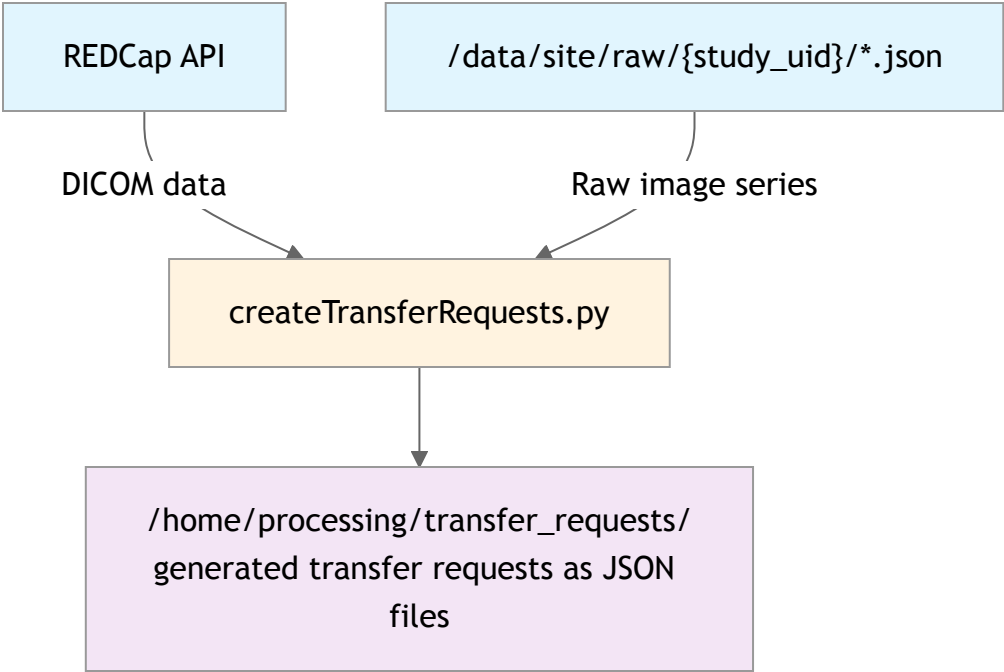 REDCap API
/data/site/raw/{study_uid}/*.json
DICOM data
Raw image series
createTransferRequests.py
/home/processing/transfer_requests/
generated transfer requests as JSON
files